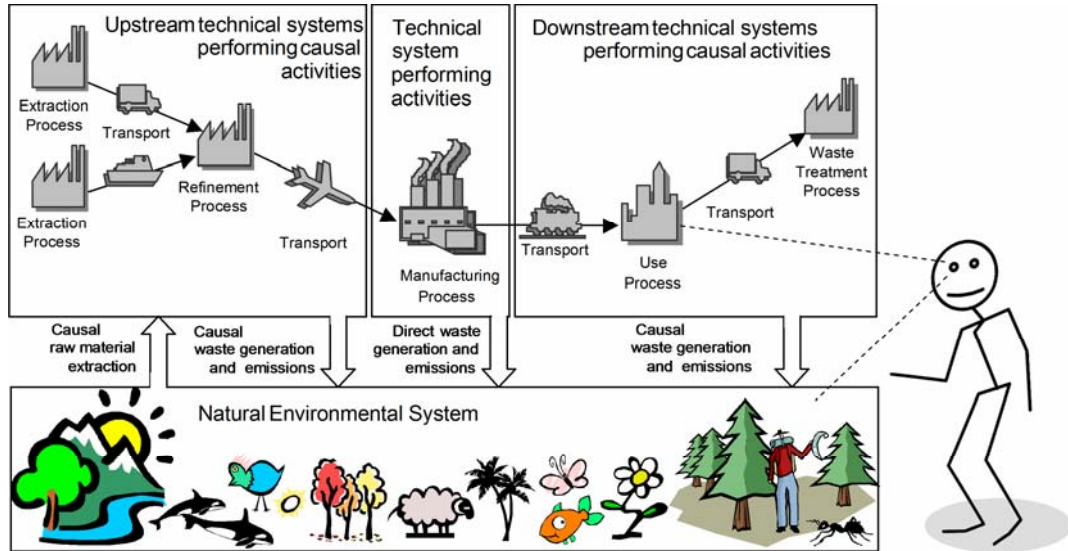 Upstream technical systems
performing causal
activities
Extraction
Process
Transport
Extraction
Process
Refinement
Process
Transport
Technical
system
performing
activities
Manufacturing
Process
Downstream technical systems
performing causal activities
Transport
Use
Process
Transport
Waste
Treatment
Process
Causal
raw material
extraction
Causal
waste generation
and emissions
Direct waste
generation and
emissions
Causal
waste generation
and emissions
Natural Environmental System